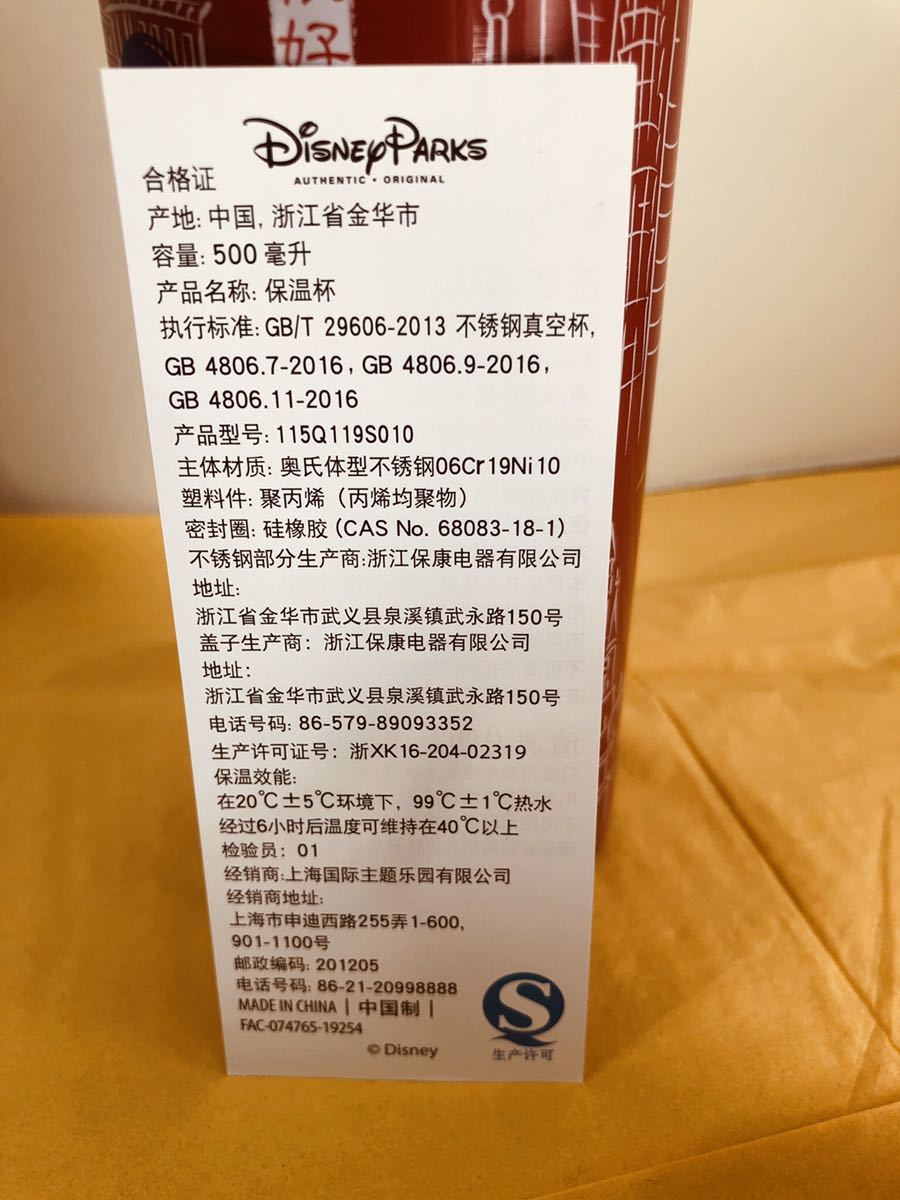 好
DISNEY PARKS
AUTHENTIC • ORIGINAL
合格证
产地: 中国, 浙江省金华市
容量: 500 毫升
产品名称: 保温杯
执行标准: GB/T 29606-2013 不锈钢真空杯,
GB 4806.7-2016, GB 4806.9-2016,
GB 4806.11-2016
产品型号: 115Q119S010
主体材质: 奥氏体型不锈钢06Cr19Ni10
塑料件: 聚丙烯（丙烯均聚物）
密封圈: 硅橡胶 (CAS No. 68083-18-1)
不锈钢部分生产商:浙江保康电器有限公司
地址:
浙江省金华市武义县泉溪镇武永路150号
盖子生产商: 浙江保康电器有限公司
地址:
浙江省金华市武义县泉溪镇武永路150号
电话号码: 86-579-89093352
生产许可证号: 浙XK16-204-02319
保温效能:
在20℃±5℃环境下, 99℃±1℃热水
经过6小时后温度可维持在40℃以上
检验员: 01
经销商:上海国际主题乐园有限公司
经销商地址:
上海市申迪西路255弄1-600,
901-1100号
邮政编码: 201205
电话号码: 86-21-20998888
MADE IN CHINA | 中国制 |
FAC-074765-19254
© Disney
S
生产许可